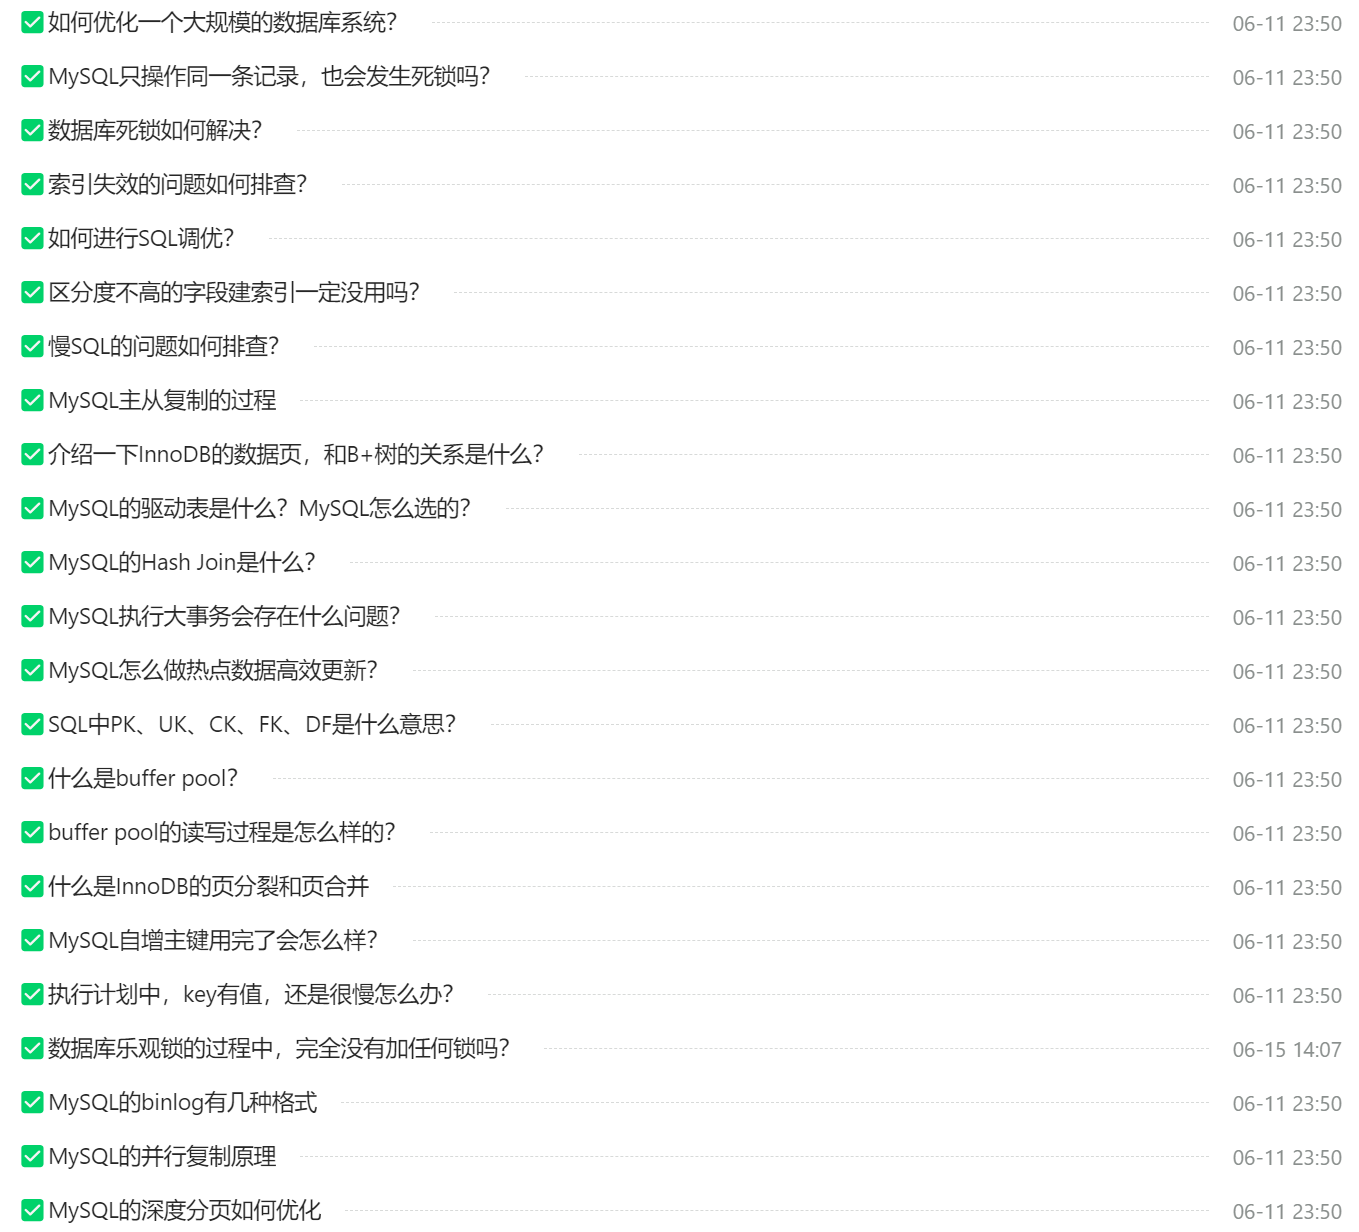 如何优化一个大规模的数据库系统？ 06-11 23:50
MySQL只操作同一条记录，也会发生死锁吗？ 06-11 23:50
数据库死锁如何解决？ 06-11 23:50
索引失效的问题如何排查？ 06-11 23:50
如何进行SQL调优？ 06-11 23:50
区分度不高的字段建索引一定没用吗？ 06-11 23:50
慢SQL的问题如何排查？ 06-11 23:50
MySQL主从复制的过程 06-11 23:50
介绍一下InnoDB的数据页，和B+树的关系是什么？ 06-11 23:50
MySQL的驱动表是什么？MySQL怎么选的？ 06-11 23:50
MySQL的Hash Join是什么？ 06-11 23:50
MySQL执行大事务会存在什么问题？ 06-11 23:50
MySQL怎么做热点数据高效更新？ 06-11 23:50
SQL中PK、UK、CK、FK、DF是什么意思？ 06-11 23:50
什么是buffer pool？ 06-11 23:50
buffer pool的读写过程是怎么样的？ 06-11 23:50
什么是InnoDB的页分裂和页合并 06-11 23:50
MySQL自增主键用完了会怎么样？ 06-11 23:50
执行计划中，key有值，还是很慢怎么办？ 06-11 23:50
数据库乐观锁的过程中，完全没有加任何锁吗？ 06-15 14:07
MySQL的binlog有几种格式 06-11 23:50
MySQL的并行复制原理 06-11 23:50
MySQL的深度分页如何优化 06-11 23:50